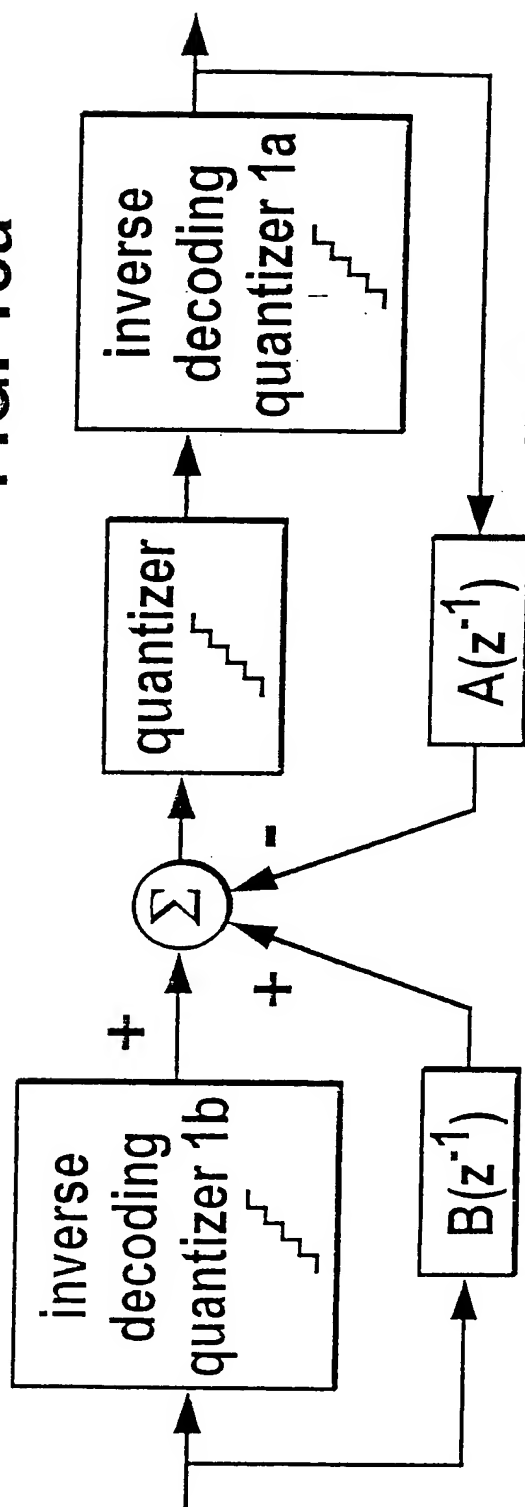 inverse
decoding
quantizer 1b
+
+
Σ
-
quantizer
inverse
decoding
quantizer 1a
B(z⁻¹)
A(z⁻¹)